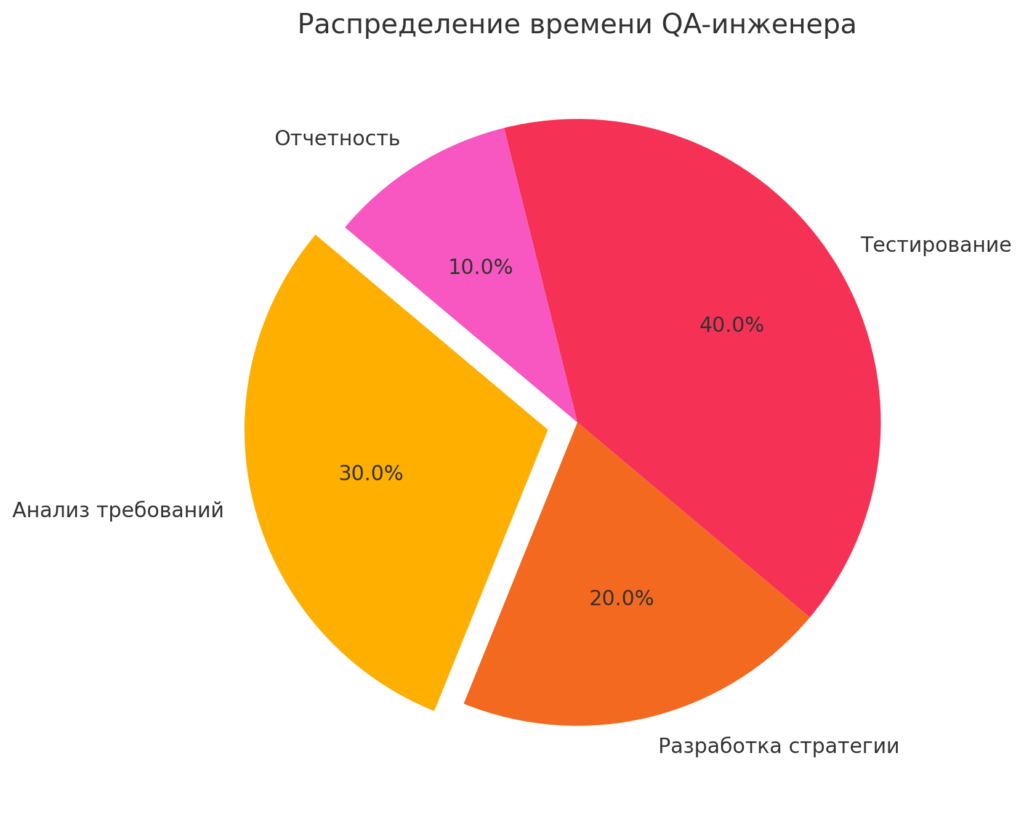 Распределение времени QA-инженера
Отчетность
Тестирование
10.0%
40.0%
30.0%
Анализ требований
20.0%
Разработка стратегии